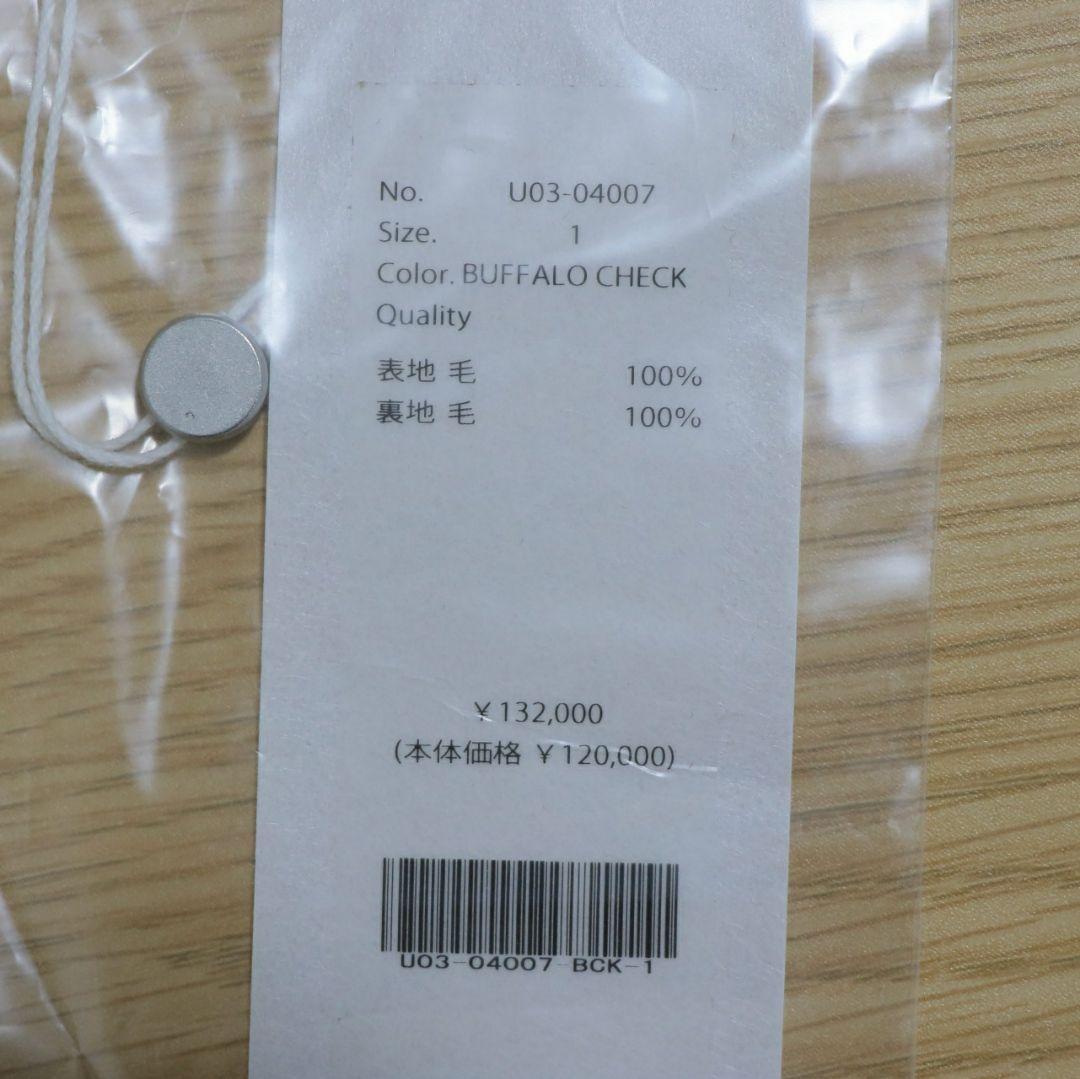 No. U03-04007
Size. 1
Color. BUFFALO CHECK
Quality
表地 毛 100%
裏地 毛 100%
¥132,000
(本体価格 ¥120,000)
U03-04007-BCK-1